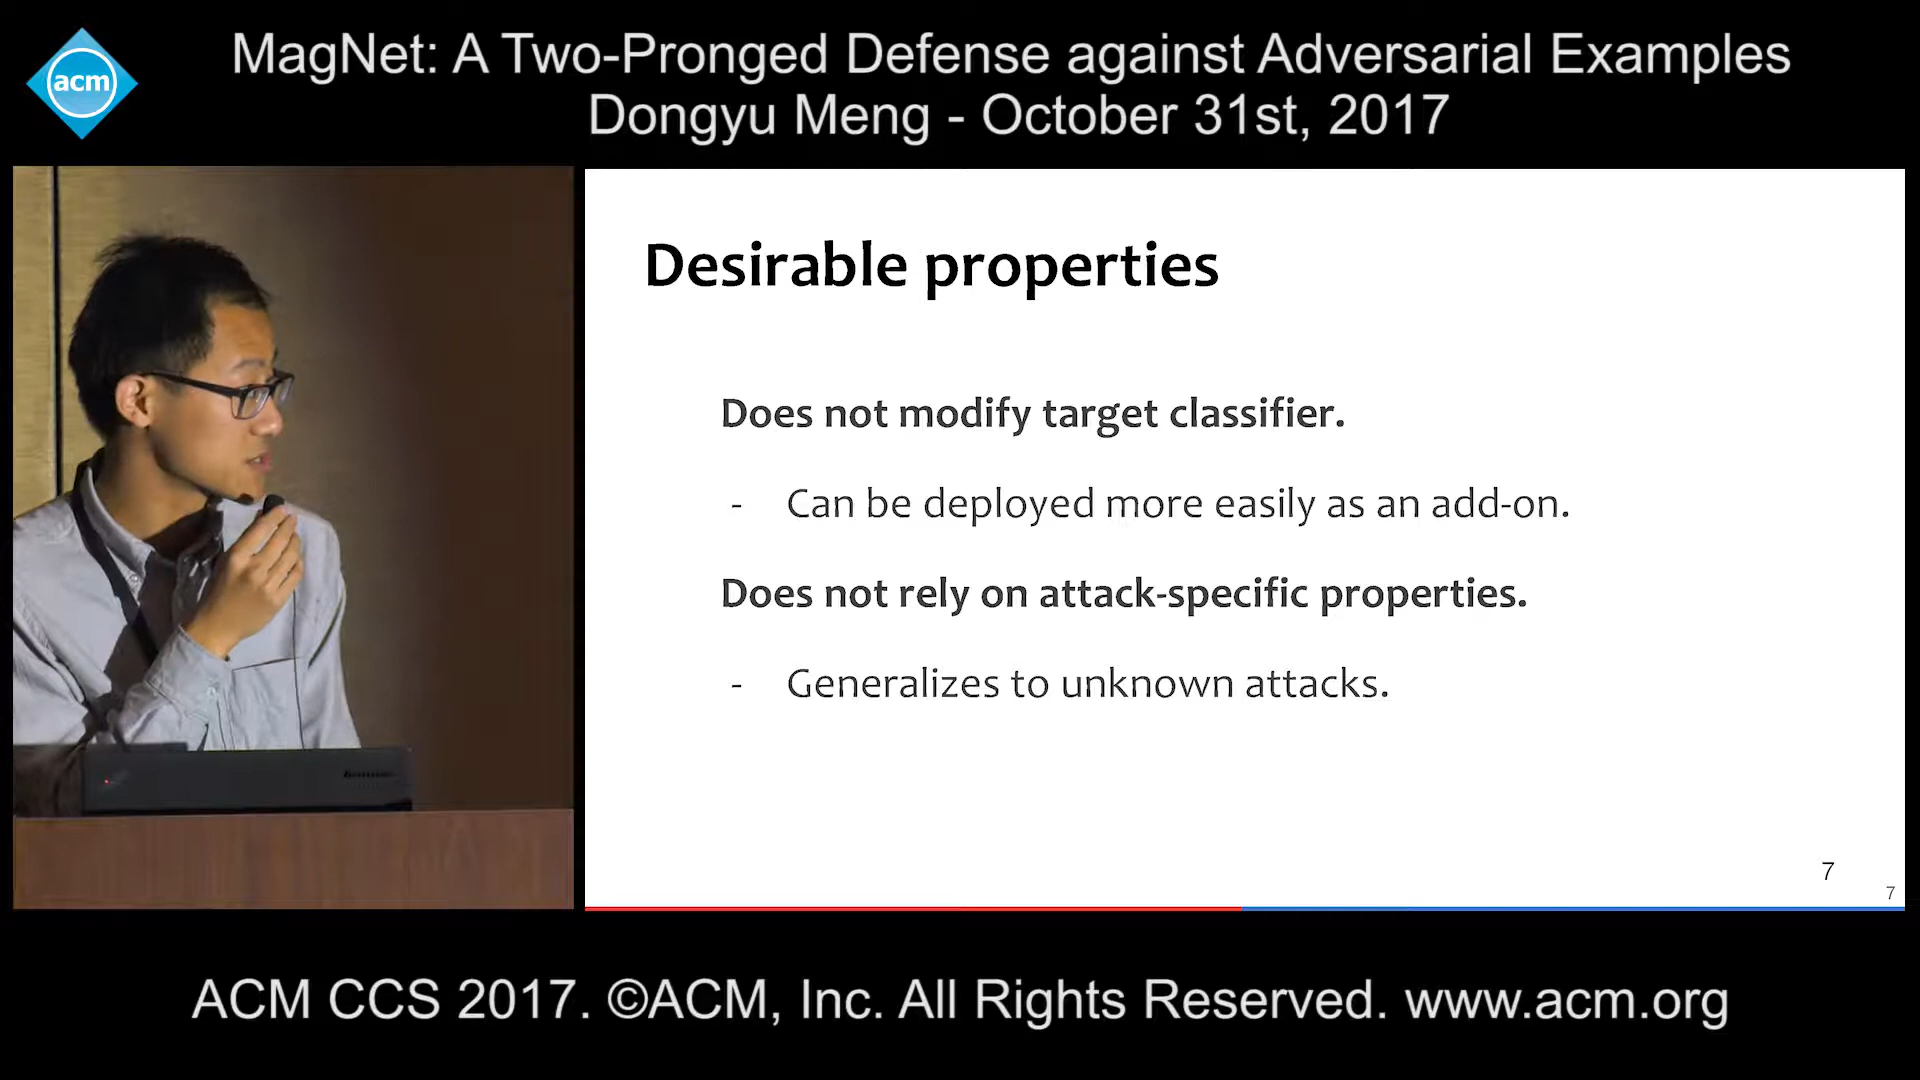 acm
MagNet: A Two-Pronged Defense against Adversarial Examples
Dongyu Meng - October 31st, 2017
Desirable properties
Does not modify target classifier.
- Can be deployed more easily as an add-on.
Does not rely on attack-specific properties.
- Generalizes to unknown attacks.
7
7
ACM CCS 2017. ©ACM, Inc. All Rights Reserved. www.acm.org